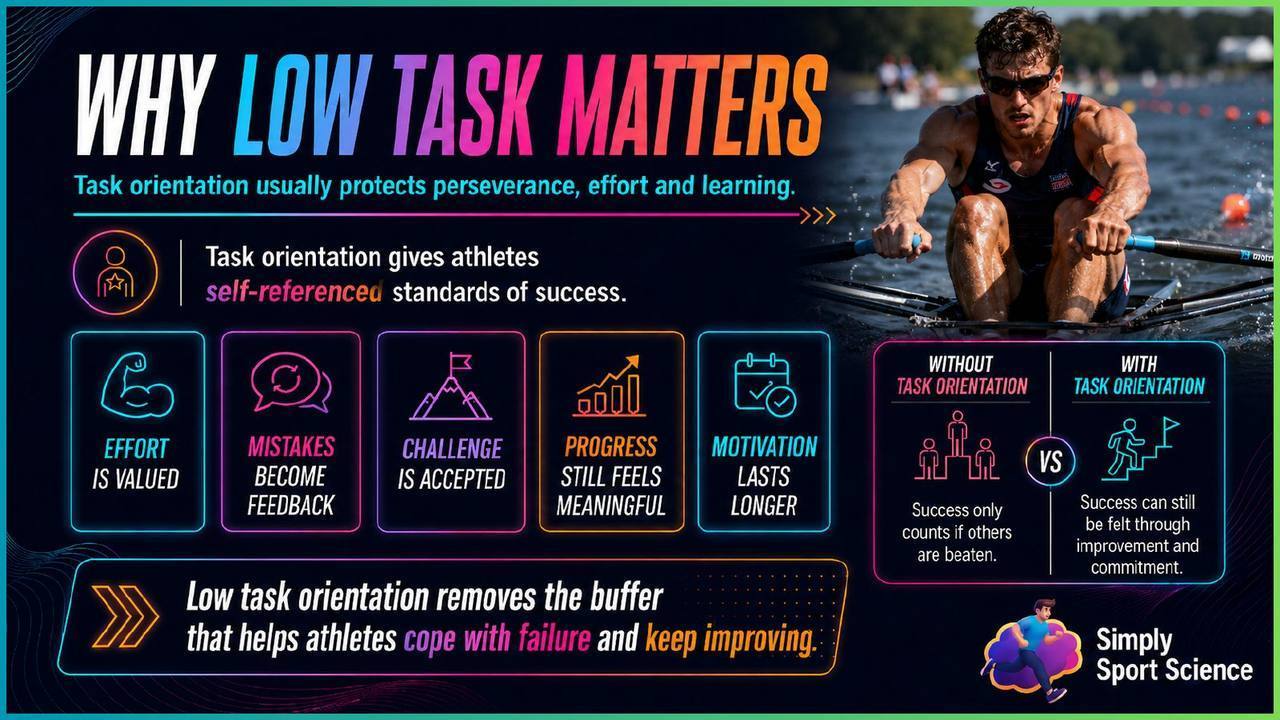 WHY LOW TASK MATTERS
Task orientation usually protects perseverance, effort and learning.
Task orientation gives athletes
self-referenced standards of success.
EFFORT
IS VALUED
MISTAKES
BECOME
FEEDBACK
CHALLENGE
IS ACCEPTED
PROGRESS
STILL FEELS
MEANINGFUL
MOTIVATION
LASTS
LONGER
WITHOUT
TASK ORIENTATION
Success only
counts if others
are beaten.
VS
WITH
TASK ORIENTATION
Success can still
be felt through
improvement and
commitment.
Low task orientation removes the buffer
that helps athletes cope with failure and keep improving.
Simply
Sport Science